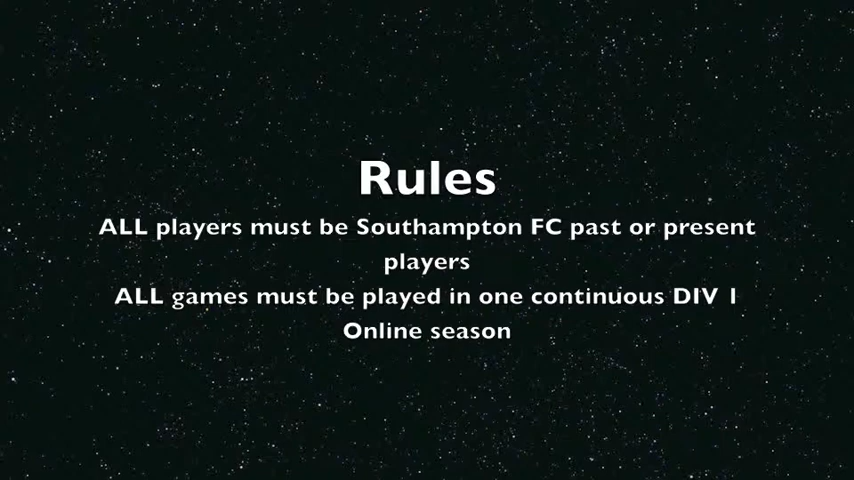 Rules
ALL players must be Southampton FC past or present
players
ALL games must be played in one continuous DIV 1
Online season